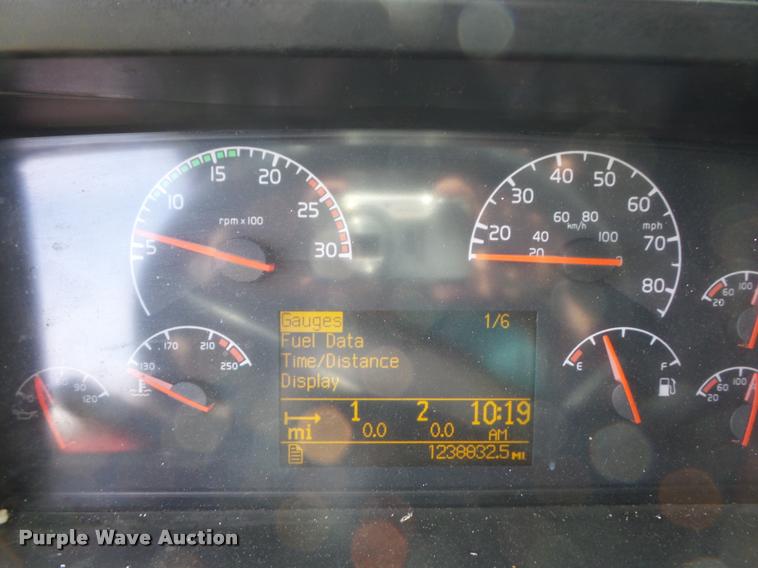 5 10 15 20 25 30
rpm x 100
20 30 40 50 60 70 80
mph
20 40 60 80 100
km/h
130 170 210 250
120
Gauges 1/6
Fuel Data
Time/Distance
Display
mi 1 0.0 2 0.0 10:19 AM
1238832.5 MI
E F
20 60 100
20 60 100
Purple Wave Auction